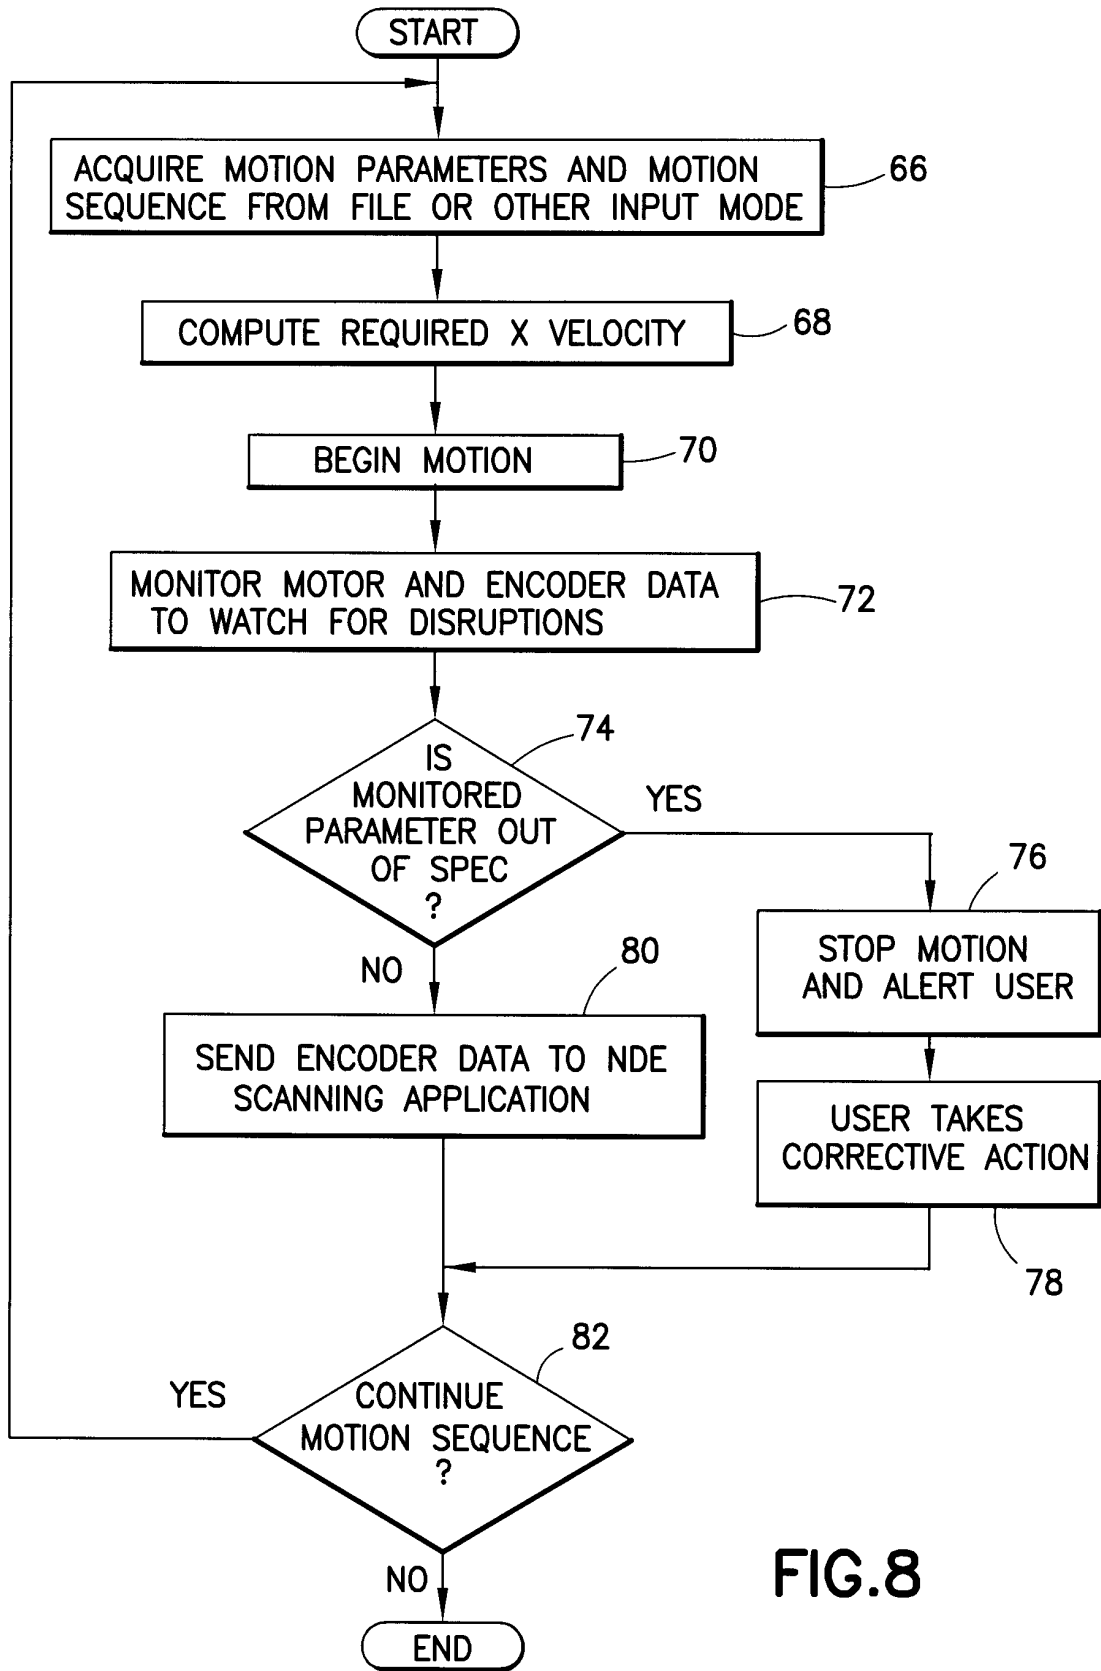 START
ACQUIRE MOTION PARAMETERS AND MOTION
SEQUENCE FROM FILE OR OTHER INPUT MODE
66
COMPUTE REQUIRED X VELOCITY
68
BEGIN MOTION
70
MONITOR MOTOR AND ENCODER DATA
TO WATCH FOR DISRUPTIONS
72
74
IS
MONITORED
PARAMETER OUT
OF SPEC
?
YES
76
STOP MOTION
AND ALERT USER
NO
80
SEND ENCODER DATA TO NDE
SCANNING APPLICATION
USER TAKES
CORRECTIVE ACTION
78
82
YES
CONTINUE
MOTION SEQUENCE
?
NO
END
FIG.8